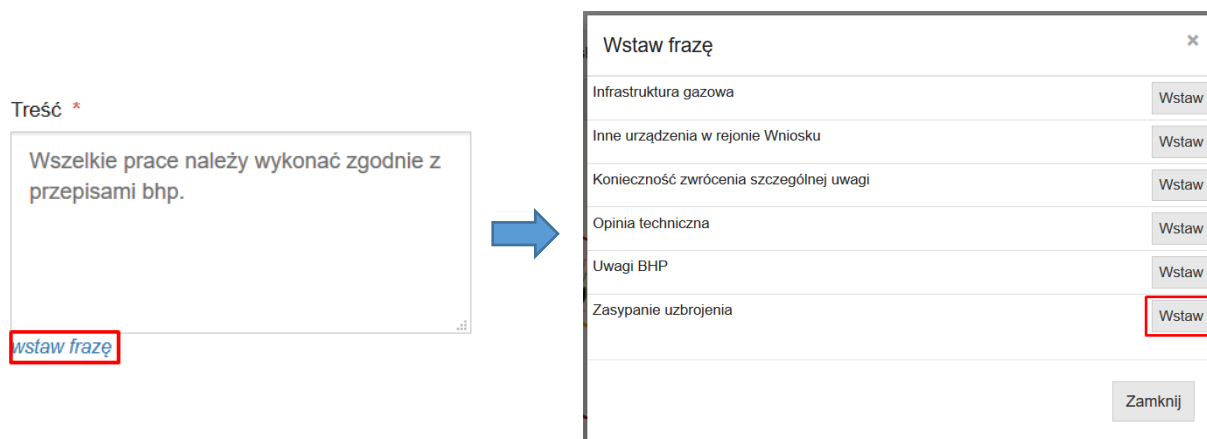 Treść *
Wszelkie prace należy wykonać zgodnie z
przepisami bhp.
wstaw frazę
Wstaw frazę ×
Infrastruktura gazowa Wstaw
Inne urządzenia w rejonie Wniosku Wstaw
Konieczność zwrócenia szczególnej uwagi Wstaw
Opinia techniczna Wstaw
Uwagi BHP Wstaw
Zasypanie uzbrojenia Wstaw
Zamknij